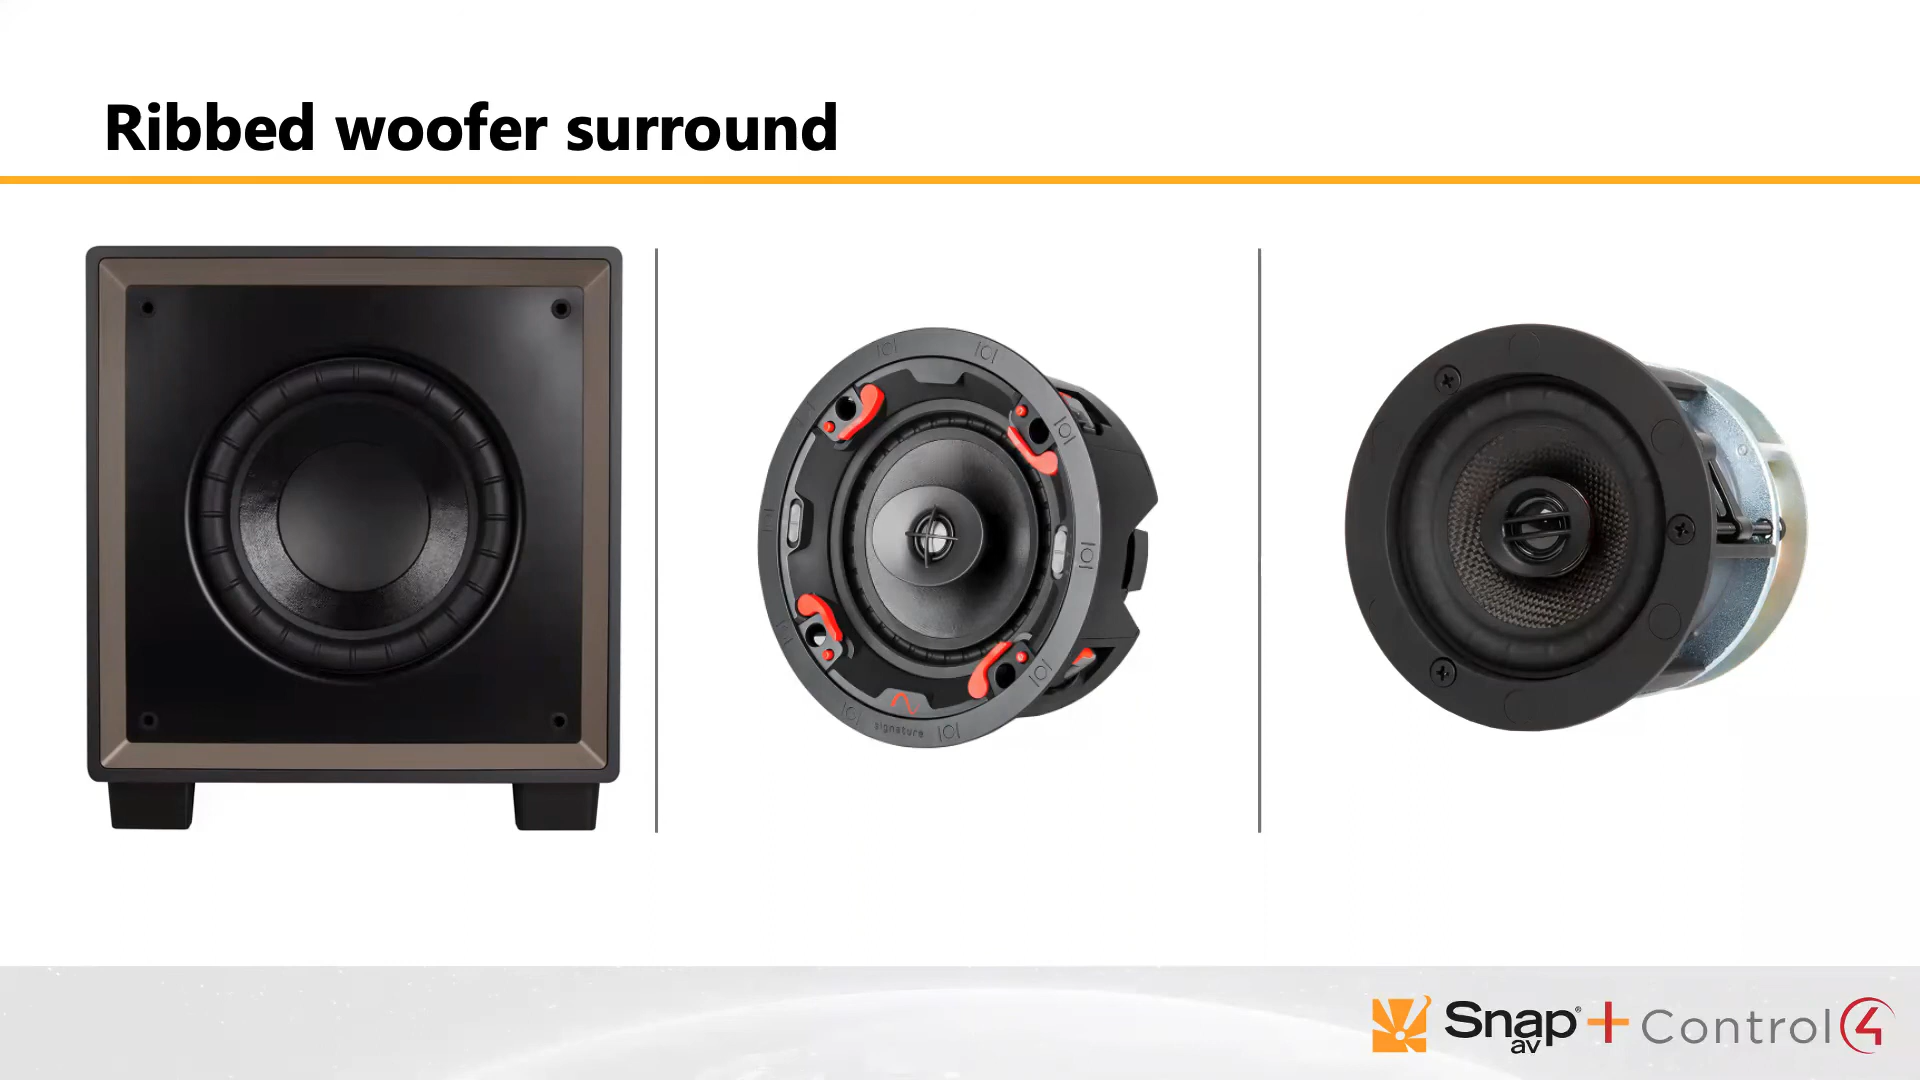 Ribbed woofer surround
signature
Snap
av
+
Control4